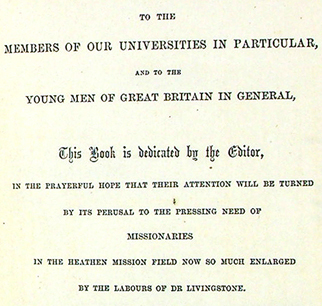 TO THE
MEMBERS OF OUR UNIVERSITIES IN PARTICULAR,
AND TO THE
YOUNG MEN OF GREAT BRITAIN IN GENERAL,
This Book is dedicated by the Editor,
IN THE PRAYERFUL HOPE THAT THEIR ATTENTION WILL BE TURNED
BY ITS PERUSAL TO THE PRESSING NEED OF
MISSIONARIES
IN THE HEATHEN MISSION FIELD NOW SO MUCH ENLARGED
BY THE LABOURS OF DR LIVINGSTONE.